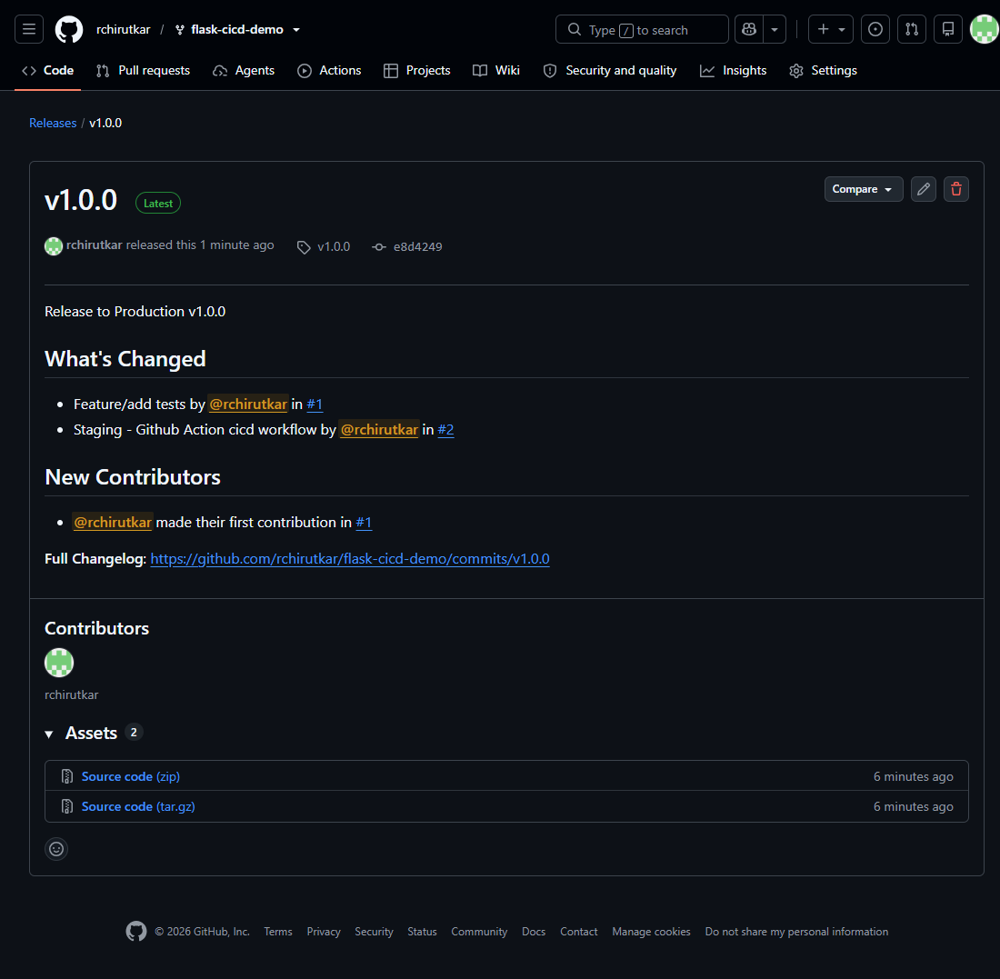 rchirutkar / flask-cicd-demo
Type / to search
Code Pull requests Agents Actions Projects Wiki Security and quality Insights Settings
Releases / v1.0.0
v1.0.0 Latest
Compare
rchirutkar released this 1 minute ago v1.0.0 e8d4249
Release to Production v1.0.0
What's Changed
• Feature/add tests by @rchirutkar in #1
• Staging - Github Action cicd workflow by @rchirutkar in #2
New Contributors
• @rchirutkar made their first contribution in #1
Full Changelog: https://github.com/rchirutkar/flask-cicd-demo/commits/v1.0.0
Contributors
rchirutkar
Assets 2
Source code (zip) 6 minutes ago
Source code (tar.gz) 6 minutes ago
© 2026 GitHub, Inc. Terms Privacy Security Status Community Docs Contact Manage cookies Do not share my personal information